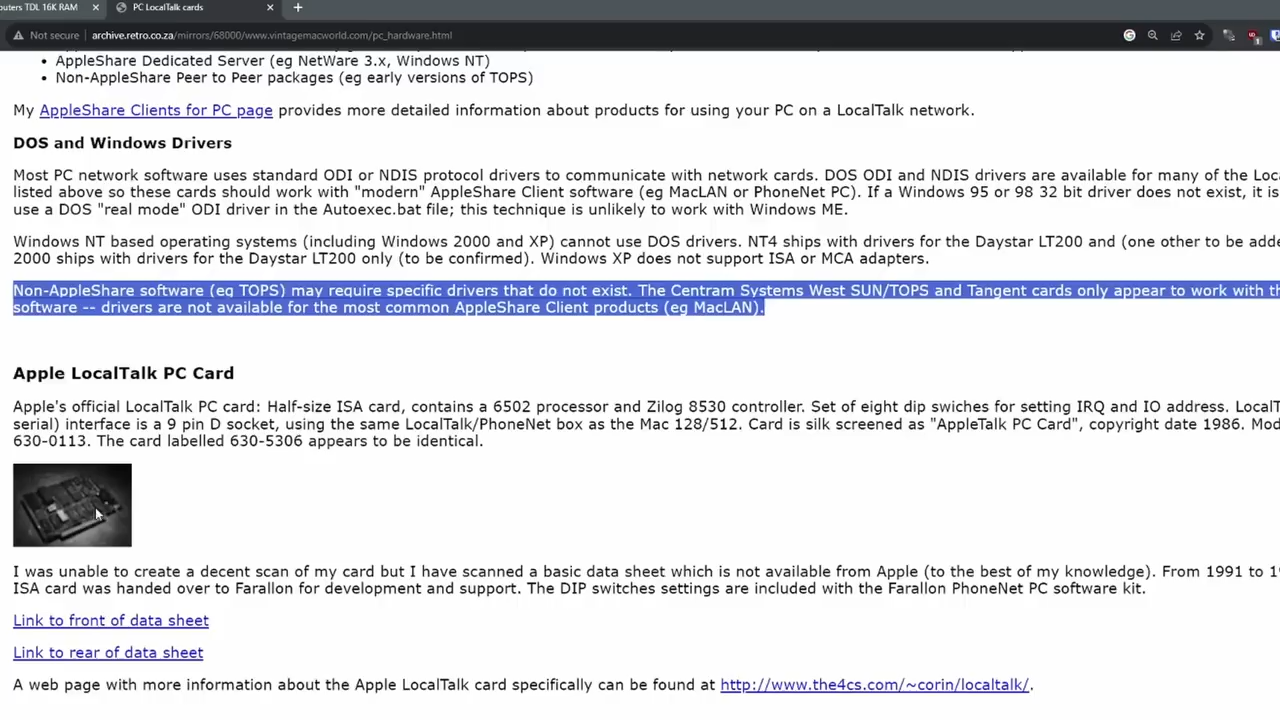 outers TDL 16K RAM
PC LocalTalk cards
Not secure
archive.retro.co.za/mirrors/68000/www.vintagemacworld.com/pc_hardware.html
AppleShare Dedicated Server (eg NetWare 3.x, Windows NT)
Non-AppleShare Peer to Peer packages (eg early versions of TOPS)
My AppleShare Clients for PC page provides more detailed information about products for using your PC on a LocalTalk network.
DOS and Windows Drivers
Most PC network software uses standard ODI or NDIS protocol drivers to communicate with network cards. DOS ODI and NDIS drivers are available for many of the
listed above so these cards should work with "modern" AppleShare Client software (eg MacLAN or PhoneNet PC). If a Windows 95 or 98 32 bit driver does not exist, it is
use a DOS "real mode" ODI driver in the Autoexec.bat file; this technique is unlikely to work with Windows ME.
Windows NT based operating systems (including Windows 2000 and XP) cannot use DOS drivers. NT4 ships with drivers for the Daystar LT200 and (one other to be
2000 ships with drivers for the Daystar LT200 only (to be confirmed). Windows XP does not support ISA or MCA adapters.
Non-AppleShare software (eg TOPS) may require specific drivers that do not exist. The Centram Systems West SUN/TOPS and Tangent cards only appear to work with
software -- drivers are not available for the most common AppleShare Client products (eg MacLAN).
Apple LocalTalk PC Card
Apple's official LocalTalk PC card: Half-size ISA card, contains a 6502 processor and Zilog 8530 controller. Set of eight dip swiches for setting IRQ and IO address.
serial) interface is a 9 pin D socket, using the same LocalTalk/PhoneNet box as the Mac 128/512. Card is silk screened as "AppleTalk PC Card", copyright date 1986.
630-0113. The card labelled 630-5306 appears to be identical.
I was unable to create a decent scan of my card but I have scanned a basic data sheet which is not available from Apple (to the best of my knowledge). From 1991 to
ISA card was handed over to Farallon for development and support. The DIP switches settings are included with the Farallon PhoneNet PC software kit.
Link to front of data sheet
Link to rear of data sheet
A web page with more information about the Apple LocalTalk card specifically can be found at http://www.the4cs.com/~corin/localtalk/.